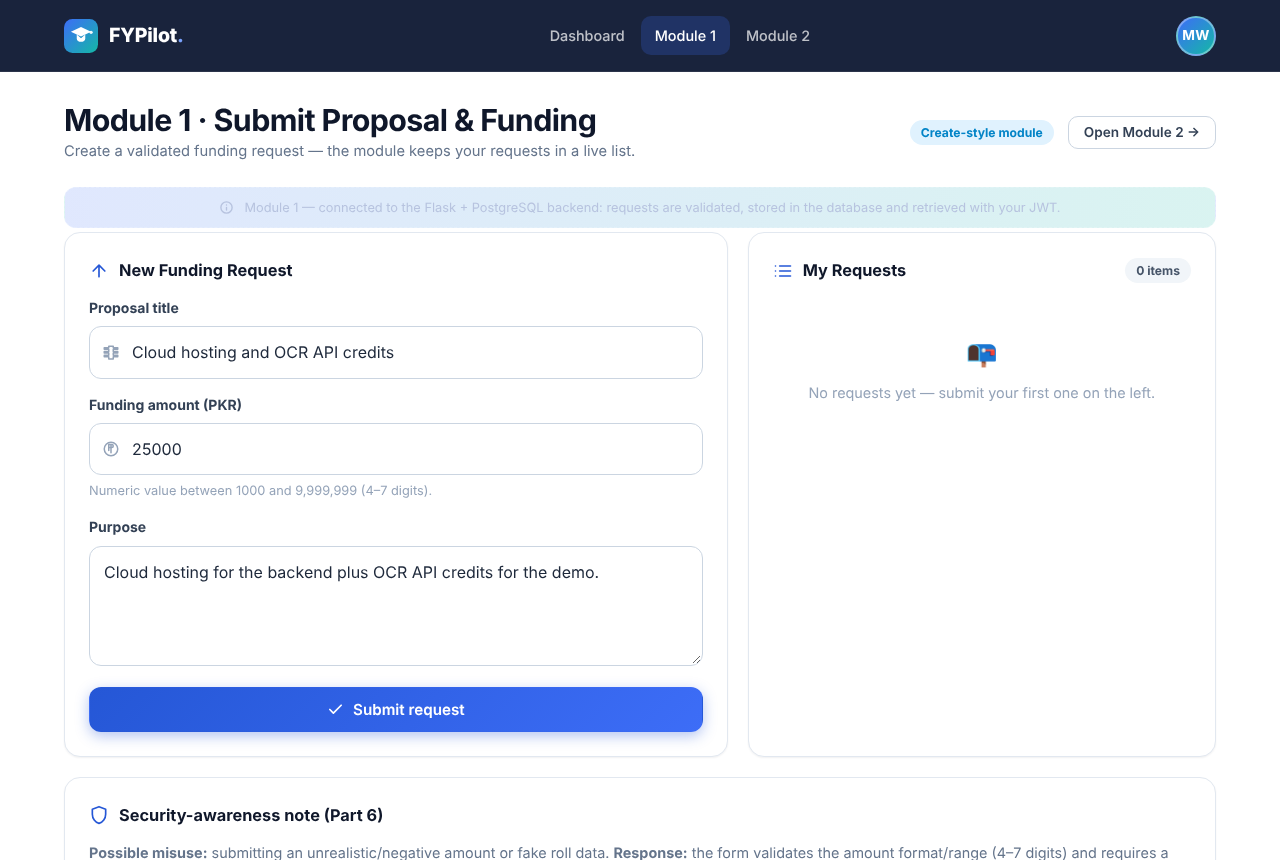 FYPilot.
Dashboard
Module 1
Module 2
MW
Module 1 · Submit Proposal & Funding
Create a validated funding request — the module keeps your requests in a live list.
Create-style module
Open Module 2 →
Module 1 — connected to the Flask + PostgreSQL backend: requests are validated, stored in the database and retrieved with your JWT.
New Funding Request
Proposal title
Cloud hosting and OCR API credits
Funding amount (PKR)
25000
Numeric value between 1000 and 9,999,999 (4–7 digits).
Purpose
Cloud hosting for the backend plus OCR API credits for the demo.
Submit request
My Requests
0 items
No requests yet — submit your first one on the left.
Security-awareness note (Part 6)
Possible misuse: submitting an unrealistic/negative amount or fake roll data. Response: the form validates the amount format/range (4–7 digits) and requires a